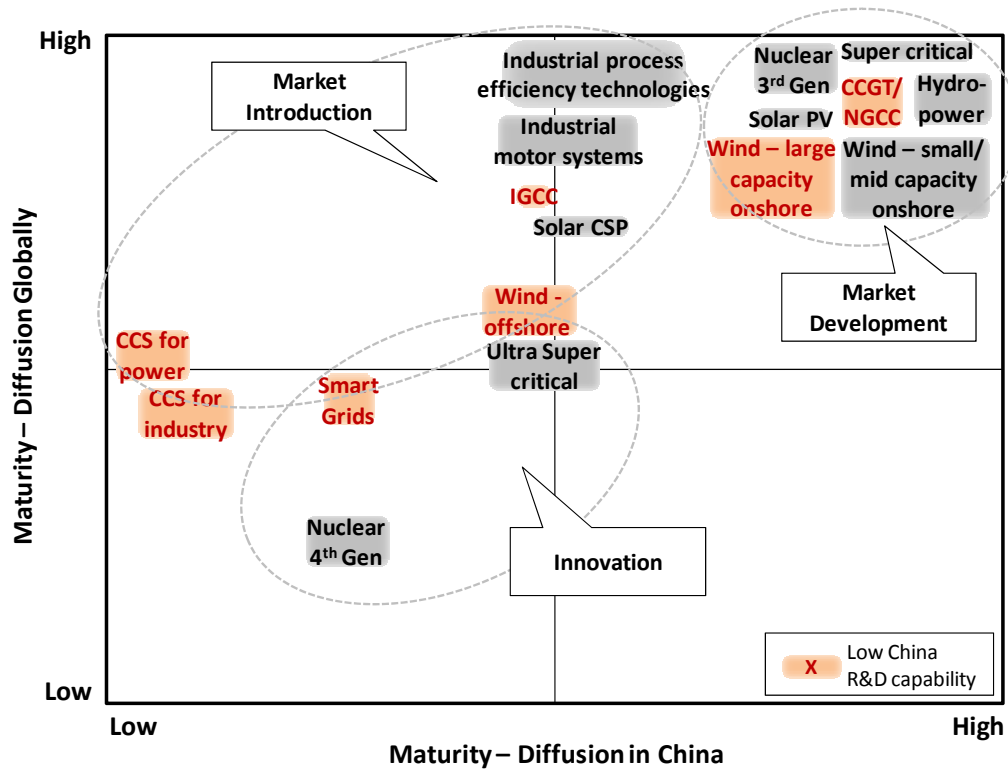 High
Market
Introduction
Industrial process
efficiency technologies
Industrial
motor systems
IGCC
Solar CSP
Wind -
offshore
Ultra Super
critical
Nuclear
3rd Gen
Super critical
CCGT/
NGCC
Hydro-
power
Solar PV
Wind – large
capacity
onshore
Wind – small/
mid capacity
onshore
Market
Development
CCS for
power
CCS for
industry
Smart
Grids
Nuclear
4th Gen
Innovation
X
Low China
R&D capability
Maturity – Diffusion Globally
Low
Low
High
Maturity – Diffusion in China